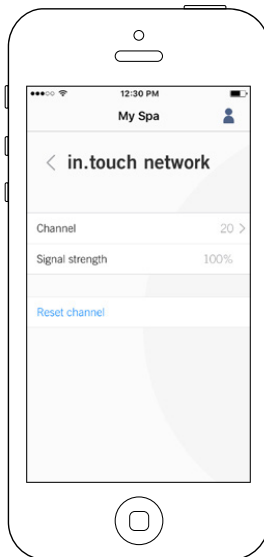 12:30 PM
My Spa
in.touch network
Channel 20
Signal strength 100%
Reset channel